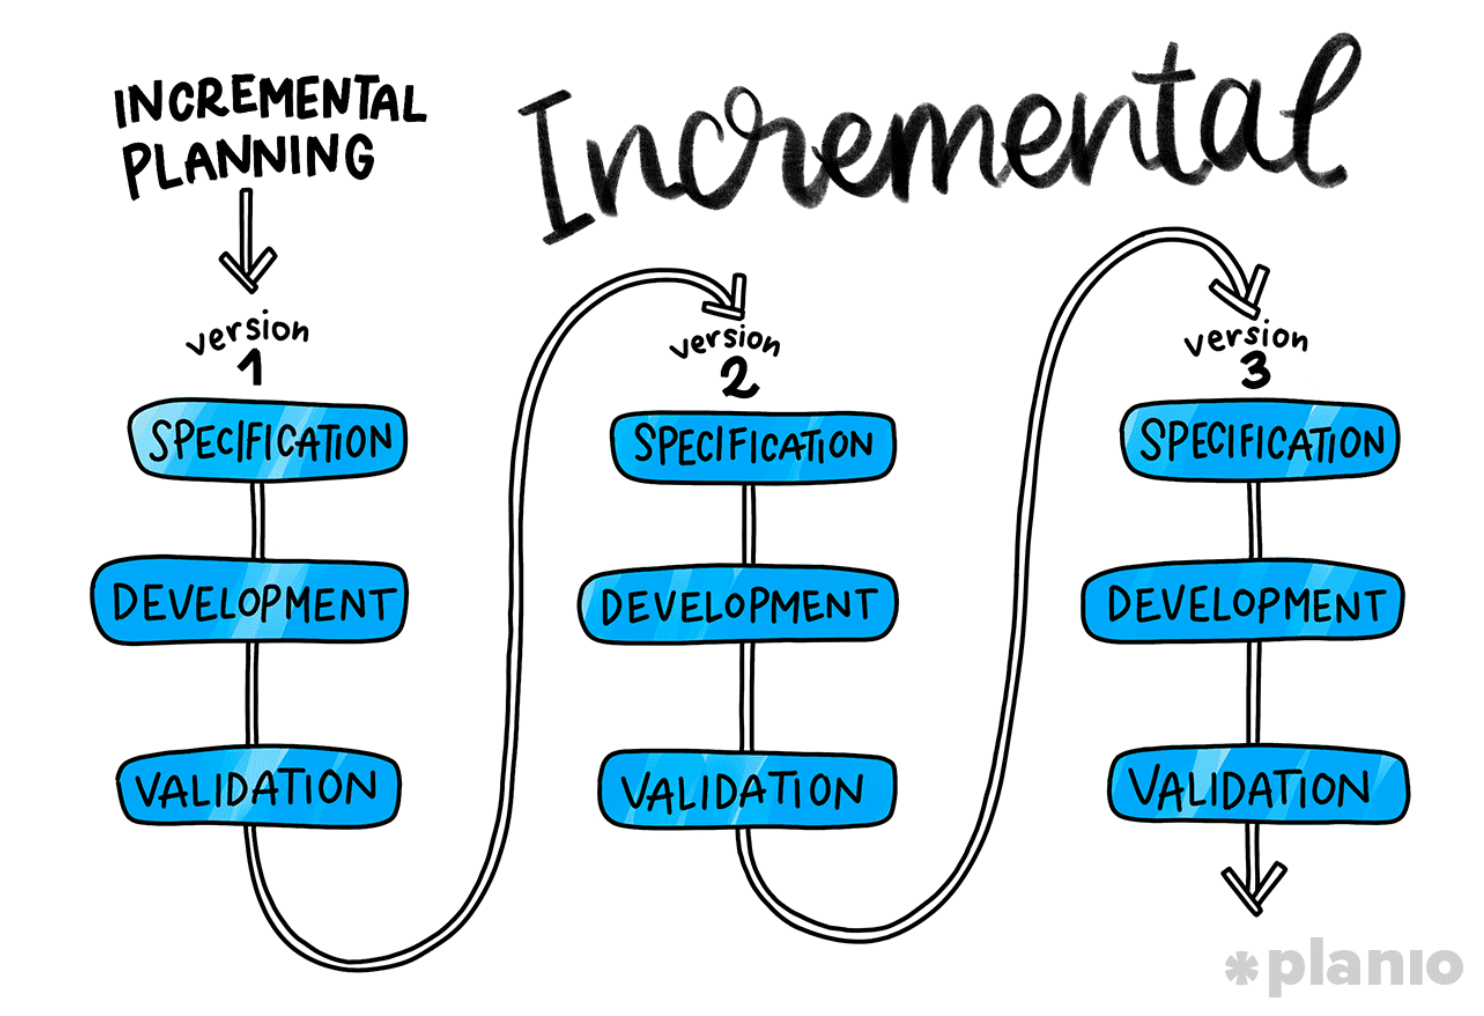 INCREMENTAL
PLANNING
Incremental
version
1
SPECIFICATION
DEVELOPMENT
VALIDATION
version
2
SPECIFICATION
DEVELOPMENT
VALIDATION
version
3
SPECIFICATION
DEVELOPMENT
VALIDATION
*planio